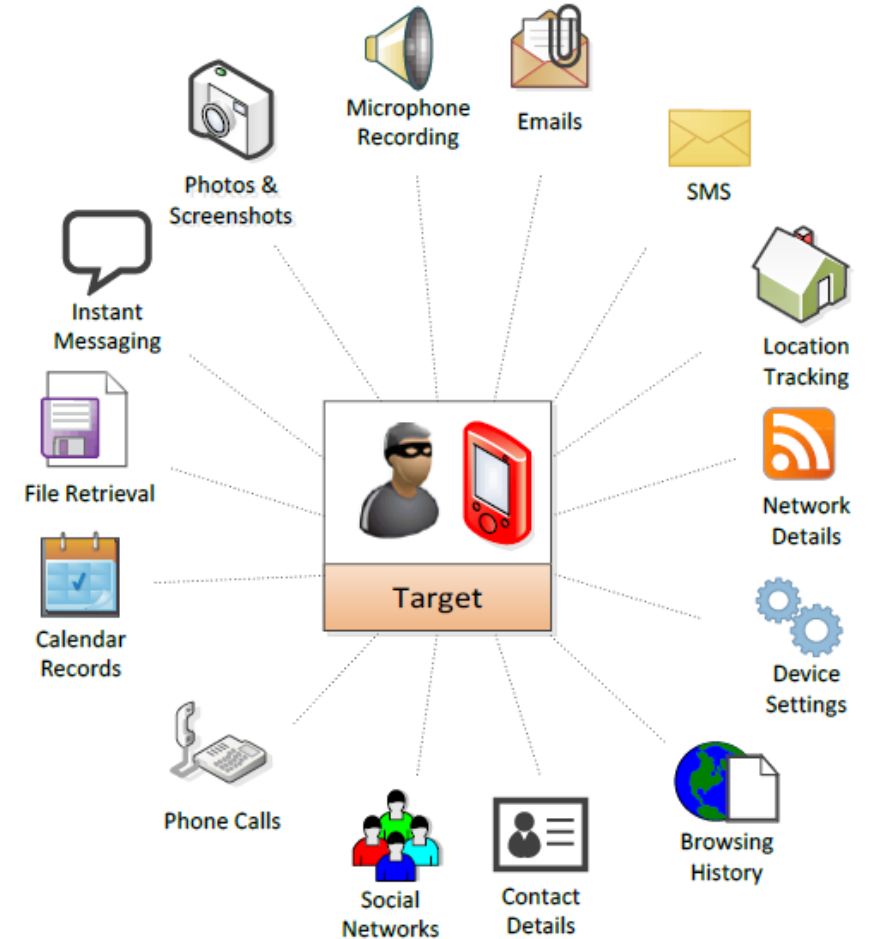 Microphone
Recording
Emails
SMS
Photos &
Screenshots
Instant
Messaging
Location
Tracking
File Retrieval
Network
Details
Target
Calendar
Records
Device
Settings
Phone Calls
Browsing
History
Social
Networks
Contact
Details